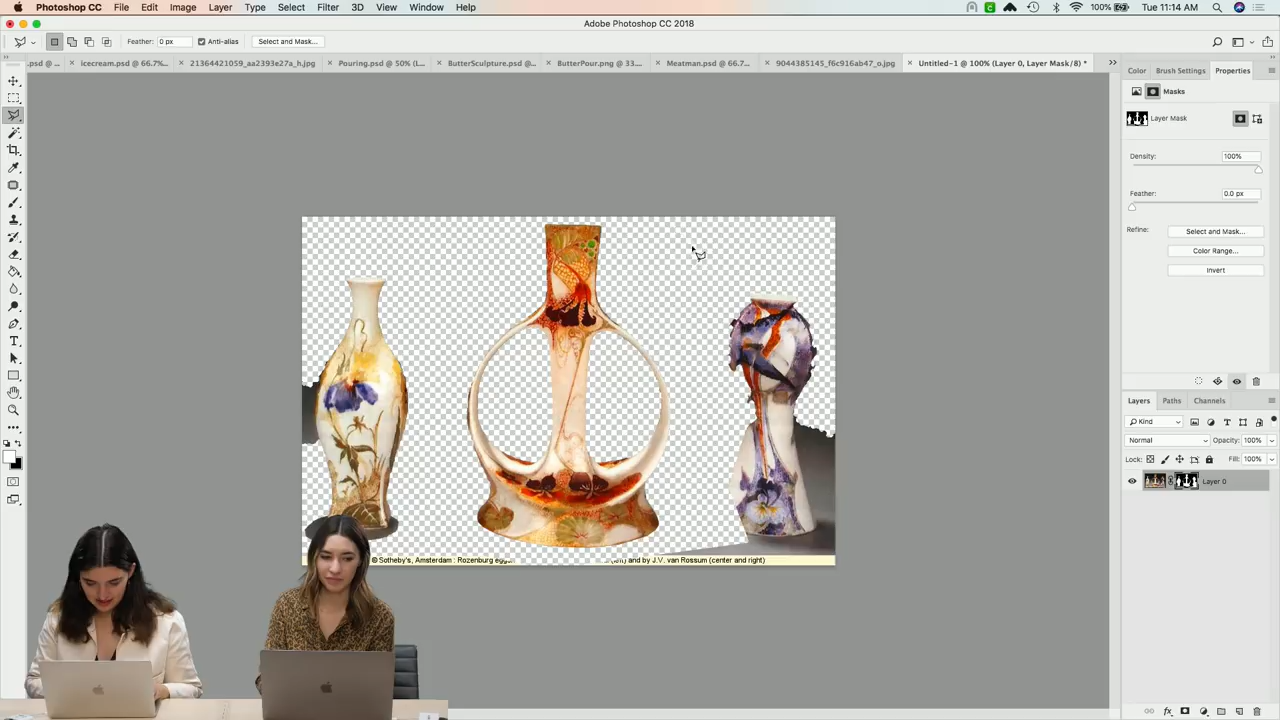 Photoshop File Edit Image Layer Type Select Filter 3D View Window Help 100% Tue 11:14 AM
Adobe Photoshop CC 2018
Feather: 0 px Anti-alias Select and Mask...
.psd @ ... × icecream.psd @ 66.7%... × 21364421059_aa2393e27a_h.jpg × Pouring.psd @ 50% (L... × ButterSculpture.psd @... × ButterPour.png @ 33.... × Meatman.psd @ 66.7... × 9044385145_f6c916ab47_o.jpg × Untitled-1 @ 100% (Layer 0, Layer Mask/8) *
Color Brush Settings Properties
Masks
Layer Mask
Density: 100%
Feather: 0.0 px
Refine: Select and Mask...
Color Range...
Invert
Layers Paths Channels
Kind
Normal Opacity: 100%
Lock: Fill: 100%
Layer 0
© Sotheby's, Amsterdam : Rozenburg egg (left) and by J.V. van Rossum (center and right)